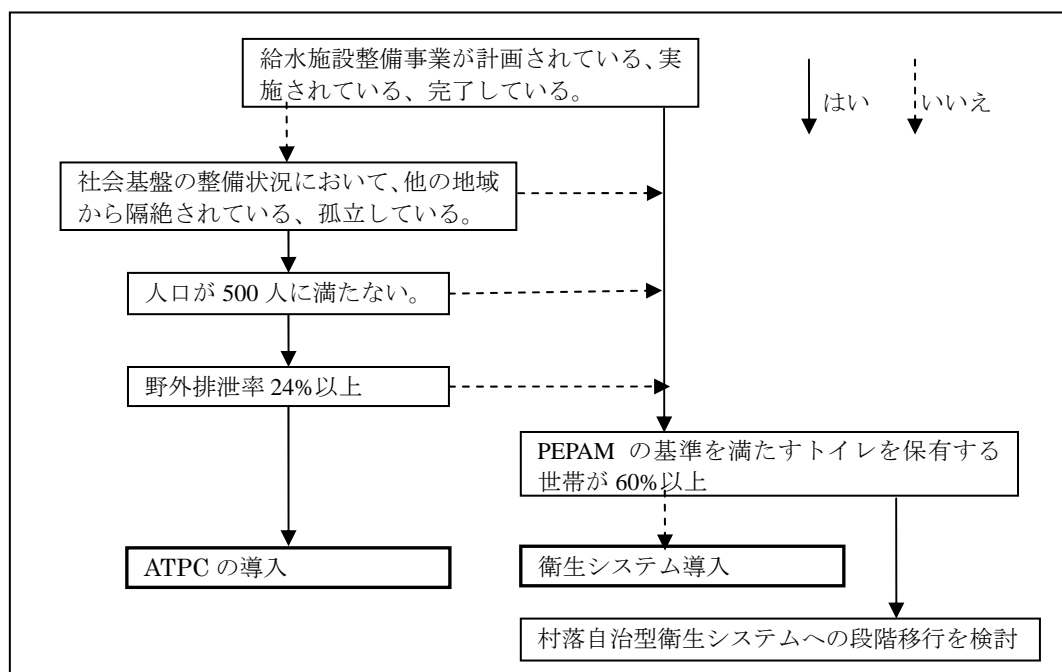 給水施設整備事業が計画されている、実
施されている、完了している。
はい
いいえ
社会基盤の整備状況において、他の地域
から隔絶されている、孤立している。
人口が 500 人に満たない。
野外排泄率 24%以上
PEPAM の基準を満たすトイレを保有する
世帯が 60%以上
ATPC の導入
衛生システム導入
村落自治型衛生システムへの段階移行を検討